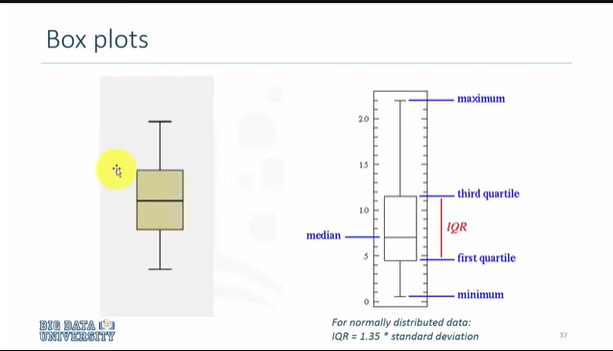 Box plots
maximum
2.0
1.5
third quartile
1.0
IQR
median
.5
first quartile
minimum
0
For normally distributed data:
IQR = 1.35 * standard deviation
BIG DATA
UNIVERSITY
37